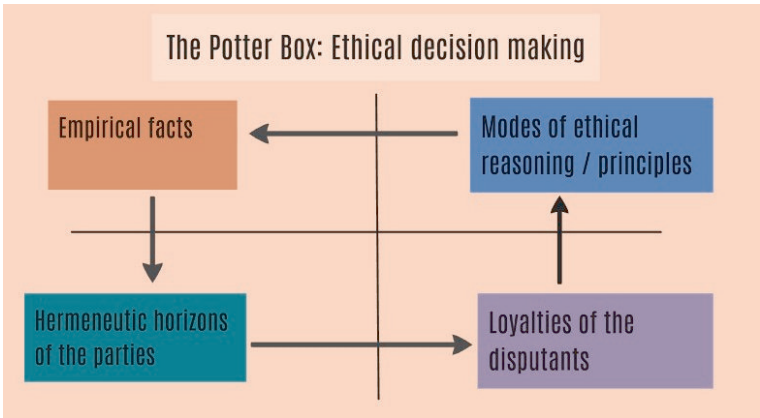 The Potter Box: Ethical decision making
Empirical facts
Modes of ethical
reasoning / principles
Hermeneutic horizons
of the parties
Loyalties of the
disputants